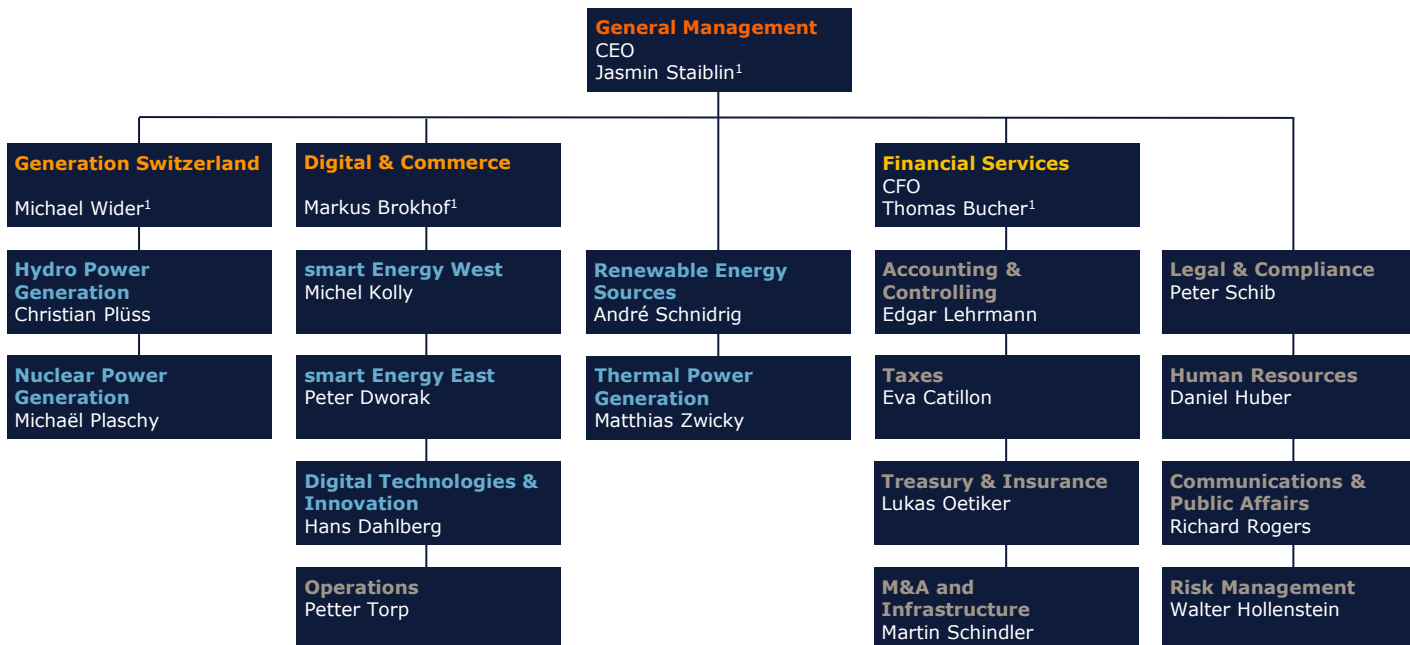 General Management
CEO
Jasmin Staiblin¹
Generation Switzerland
Michael Wider¹
Digital & Commerce
Markus Brokhof¹
Financial Services
CFO
Thomas Bucher¹
Hydro Power
Generation
Christian Plüss
smart Energy West
Michel Kolly
Renewable Energy
Sources
André Schnidrig
Accounting &
Controlling
Edgar Lehrmann
Legal & Compliance
Peter Schib
Nuclear Power
Generation
Michaël Plaschy
smart Energy East
Peter Dworak
Thermal Power
Generation
Matthias Zwicky
Taxes
Eva Catillon
Human Resources
Daniel Huber
Digital Technologies &
Innovation
Hans Dahlberg
Treasury & Insurance
Lukas Oetiker
Communications &
Public Affairs
Richard Rogers
Operations
Petter Torp
M&A and
Infrastructure
Martin Schindler
Risk Management
Walter Hollenstein